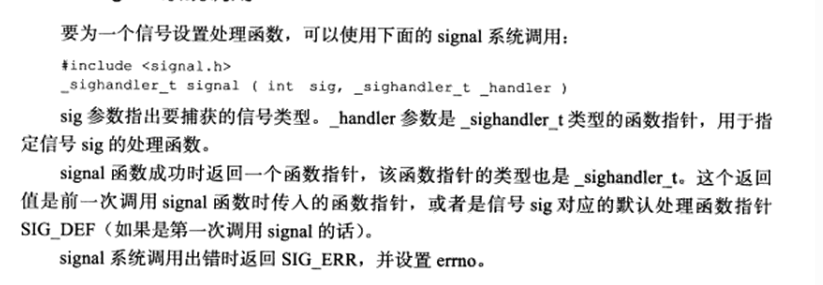 要为一个信号设置处理函数，可以使用下面的 signal 系统调用：
#include <signal.h>
_sighandler_t signal ( int sig, _sighandler_t _handler )
sig 参数指出要捕获的信号类型。_handler 参数是 _sighandler_t 类型的函数指针，用于指
定信号 sig 的处理函数。
signal 函数成功时返回一个函数指针，该函数指针的类型也是 _sighandler_t。这个返回
值是前一次调用 signal 函数时传入的函数指针，或者是信号 sig 对应的默认处理函数指针
SIG_DEF（如果是第一次调用 signal 的话）。
signal 系统调用出错时返回 SIG_ERR，并设置 errno。